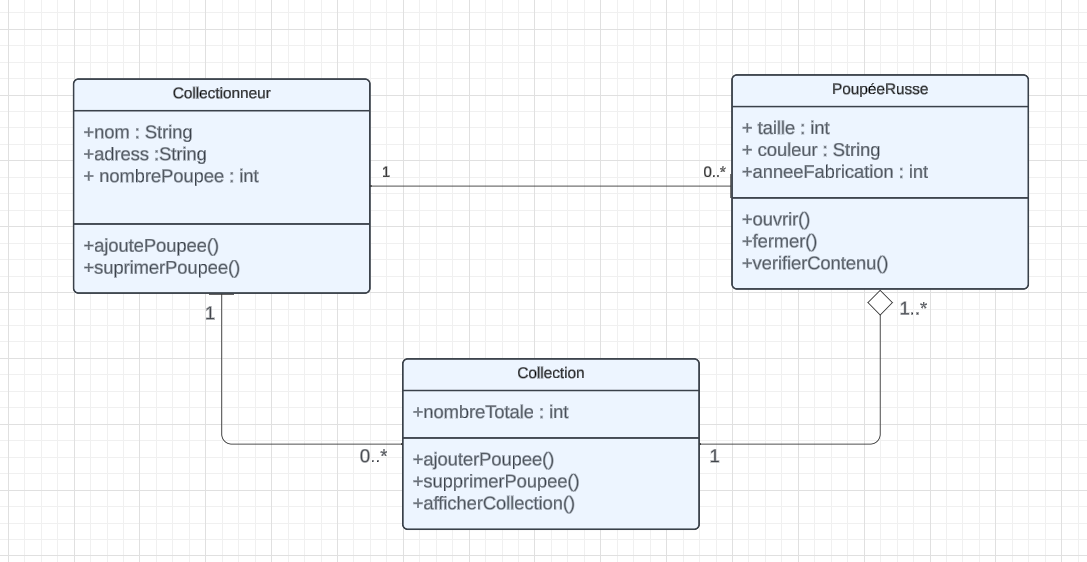 Collectionneur
+nom : String
+adress :String
+ nombrePoupee : int
+ajoutePoupee()
+suprimerPoupee()
1
0..*
PoupéeRusse
+ taille : int
+ couleur : String
+anneeFabrication : int
+ouvrir()
+fermer()
+verifierContenu()
1
1..*
Collection
+nombreTotale : int
+ajouterPoupee()
+supprimerPoupee()
+afficherCollection()
0..*
1